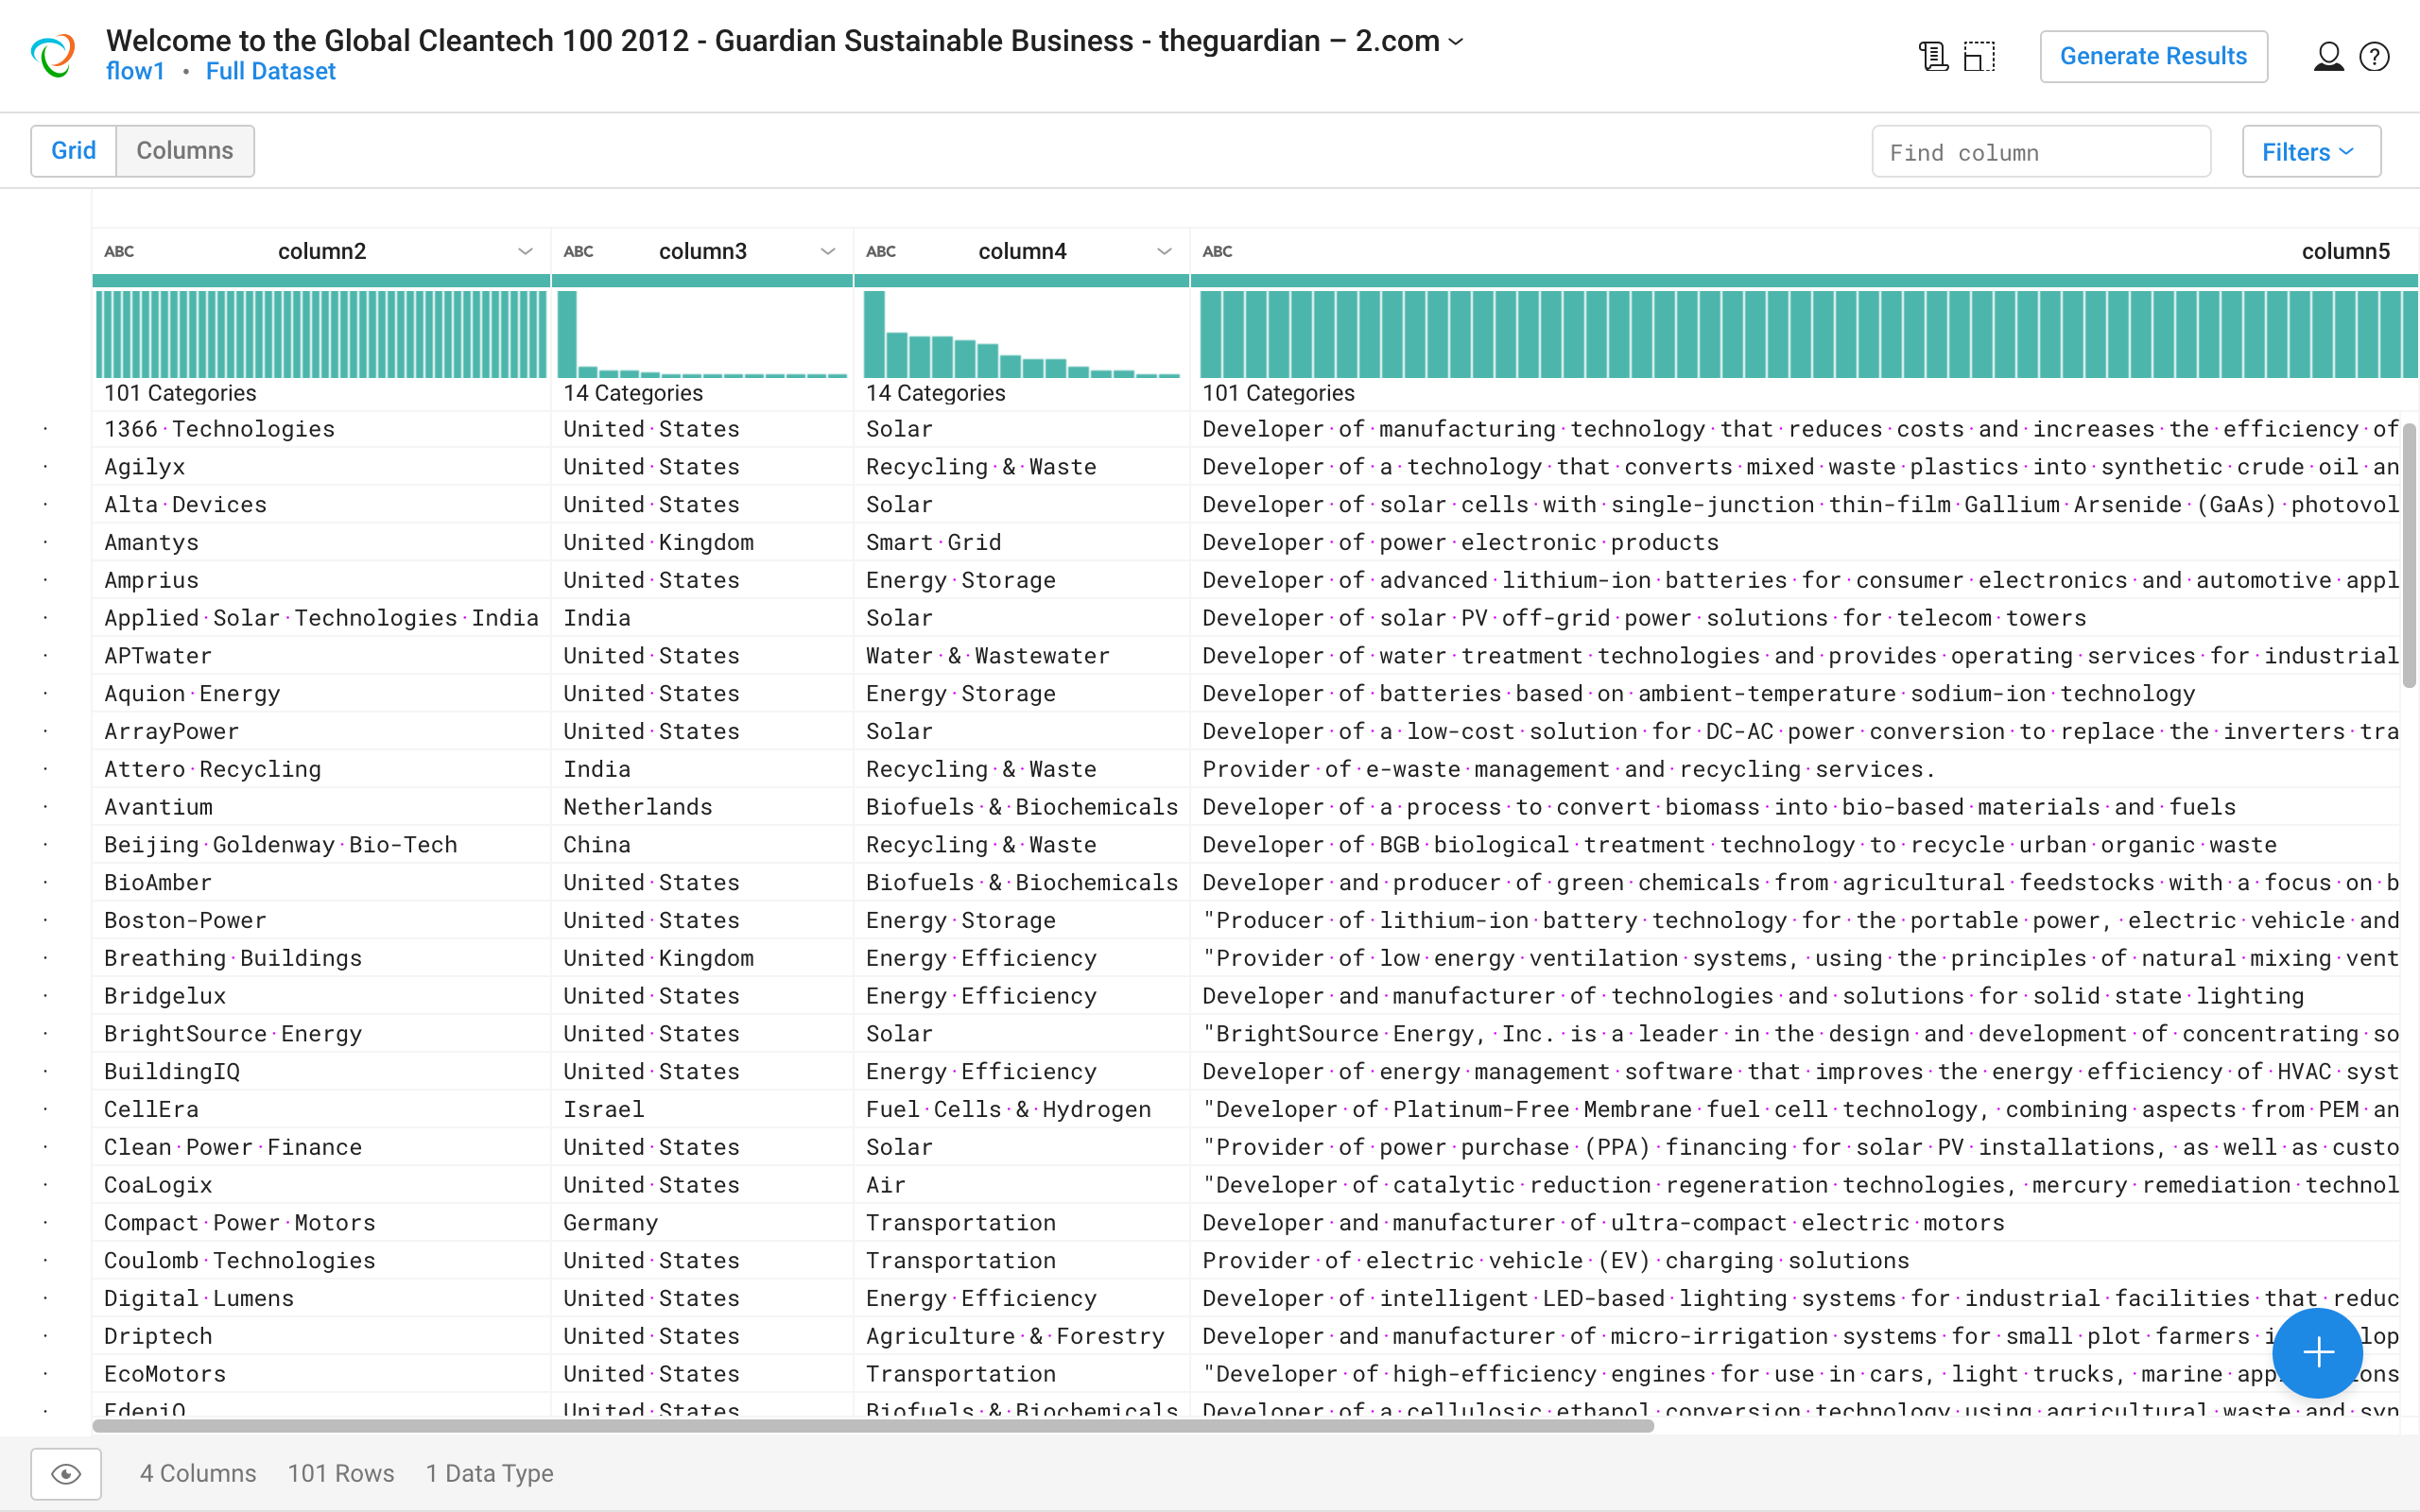 Welcome to the Global Cleantech 100 2012 - Guardian Sustainable Business - theguardian – 2.com
flow1 • Full Dataset
Generate Results
Grid Columns
Find column
Filters
ABC column2 ABC column3 ABC column4 ABC column5
101 Categories 14 Categories 14 Categories 101 Categories
1366·Technologies United·States Solar Developer·of·manufacturing·technology·that·reduces·costs·and·increases·the·efficiency·of
Agilyx United·States Recycling·&·Waste Developer·of·a·technology·that·converts·mixed·waste·plastics·into·synthetic·crude·oil·an
Alta·Devices United·States Solar Developer·of·solar·cells·with·single-junction·thin-film·Gallium·Arsenide·(GaAs)·photovol
Amantys United·Kingdom Smart·Grid Developer·of·power·electronic·products
Amprius United·States Energy·Storage Developer·of·advanced·lithium-ion·batteries·for·consumer·electronics·and·automotive·appl
Applied·Solar·Technologies·India India Solar Developer·of·solar·PV·off-grid·power·solutions·for·telecom·towers
APTwater United·States Water·&·Wastewater Developer·of·water·treatment·technologies·and·provides·operating·services·for·industrial
Aquion·Energy United·States Energy·Storage Developer·of·batteries·based·on·ambient-temperature·sodium-ion·technology
ArrayPower United·States Solar Developer·of·a·low-cost·solution·for·DC-AC·power·conversion·to·replace·the·inverters·tra
Attero·Recycling India Recycling·&·Waste Provider·of·e-waste·management·and·recycling·services.
Avantium Netherlands Biofuels·&·Biochemicals Developer·of·a·process·to·convert·biomass·into·bio-based·materials·and·fuels
Beijing·Goldenway·Bio-Tech China Recycling·&·Waste Developer·of·BGB·biological·treatment·technology·to·recycle·urban·organic·waste
BioAmber United·States Biofuels·&·Biochemicals Developer·and·producer·of·green·chemicals·from·agricultural·feedstocks·with·a·focus·on·b
Boston-Power United·States Energy·Storage "Producer·of·lithium-ion·battery·technology·for·the·portable·power,·electric·vehicle·and
Breathing·Buildings United·Kingdom Energy·Efficiency "Provider·of·low·energy·ventilation·systems,·using·the·principles·of·natural·mixing·vent
Bridgelux United·States Energy·Efficiency Developer·and·manufacturer·of·technologies·and·solutions·for·solid·state·lighting
BrightSource·Energy United·States Solar "BrightSource·Energy,·Inc.·is·a·leader·in·the·design·and·development·of·concentrating·so
BuildingIQ United·States Energy·Efficiency Developer·of·energy·management·software·that·improves·the·energy·efficiency·of·HVAC·syst
CellEra Israel Fuel·Cells·&·Hydrogen "Developer·of·Platinum-Free·Membrane·fuel·cell·technology,·combining·aspects·from·PEM·an
Clean·Power·Finance United·States Solar "Provider·of·power·purchase·(PPA)·financing·for·solar·PV·installations,·as·well·as·custo
CoaLogix United·States Air "Developer·of·catalytic·reduction·regeneration·technologies,·mercury·remediation·technol
Compact·Power·Motors Germany Transportation Developer·and·manufacturer·of·ultra-compact·electric·motors
Coulomb·Technologies United·States Transportation Provider·of·electric·vehicle·(EV)·charging·solutions
Digital·Lumens United·States Energy·Efficiency Developer·of·intelligent·LED-based·lighting·systems·for·industrial·facilities·that·reduc
Driptech United·States Agriculture·&·Forestry Developer·and·manufacturer·of·micro-irrigation·systems·for·small·plot·farmers
EcoMotors United·States Transportation "Developer·of·high-efficiency·engines·for·use·in·cars,·light·trucks,·marine
EdeniQ United·States Biofuels·&·Biochemicals Developer·of·a·cellulosic·ethanol·conversion·technology·using·agricultural·waste·and·syn
4 Columns 101 Rows 1 Data Type